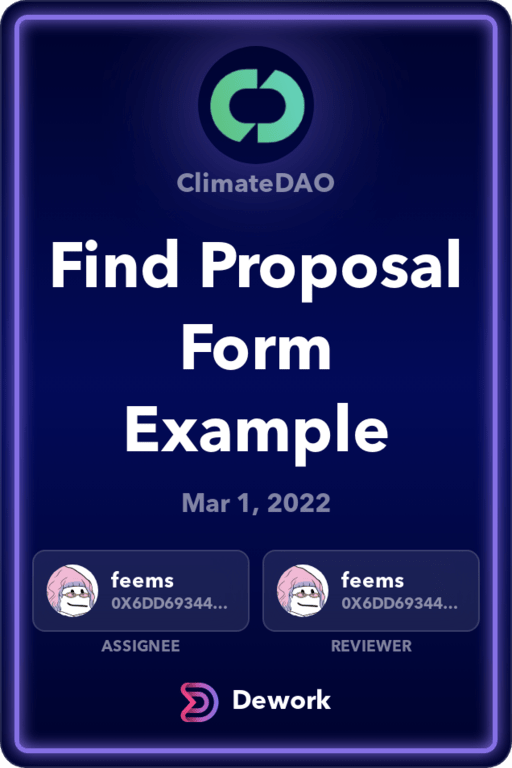 ClimateDAO
Find Proposal
Form
Example
Mar 1, 2022
feems
0X6DD69344...
ASSIGNEE
feems
0X6DD69344...
REVIEWER
Dework